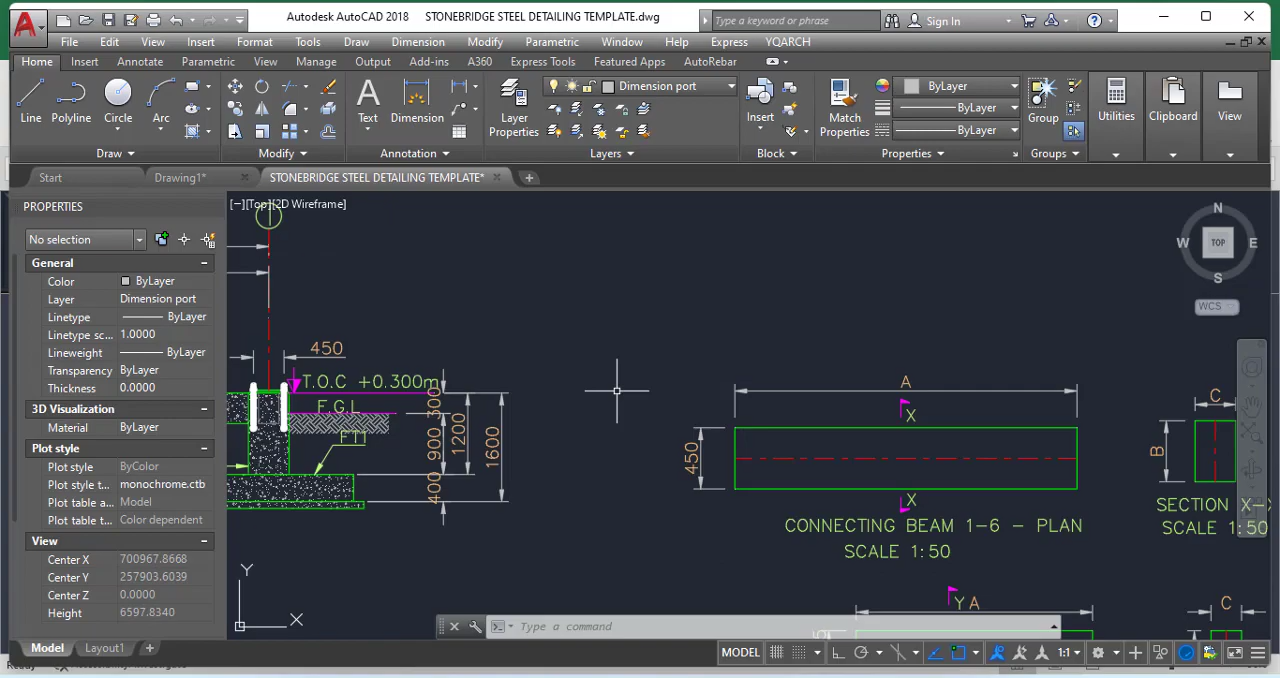 Autodesk AutoCAD 2018 STONEBRIDGE STEEL DETAILING TEMPLATE.dwg
Type a keyword or phrase
Sign In
File Edit View Insert Format Tools Draw Dimension Modify Parametric Window Help Express YQARCH
Home Insert Annotate Parametric View Manage Output Add-ins A360 Express Tools Featured Apps AutoRebar
Line Polyline Circle Arc
Text Dimension
Layer Properties
Dimension port
Insert
Match Properties
ByLayer
ByLayer
ByLayer
Group
Utilities
Clipboard
View
Draw Modify Annotation Layers Block Properties Groups
Start Drawing1* STONEBRIDGE STEEL DETAILING TEMPLATE*
PROPERTIES
No selection
General
Color ByLayer
Layer Dimension port
Linetype ByLayer
Linetype sc... 1.0000
Lineweight ByLayer
Transparency ByLayer
Thickness 0.0000
3D Visualization
Material ByLayer
Plot style
Plot style ByColor
Plot style t... monochrome.ctb
Plot table a... Model
Plot table t... Color dependent
View
Center X 700967.8668
Center Y 257903.6039
Center Z 0.0000
Height 6597.8340
[−][Top][2D Wireframe]
N
W TOP E
S
WCS
450
T.O.C +0.300m
F.G.L
FT1
300
900
400
1200
1600
A
X
450
X
CONNECTING BEAM 1-6 - PLAN
SCALE 1:50
C
B
SECTION X-X
SCALE 1:50
Y A
C
Y
X
Type a command
Model Layout1
MODEL
1:1